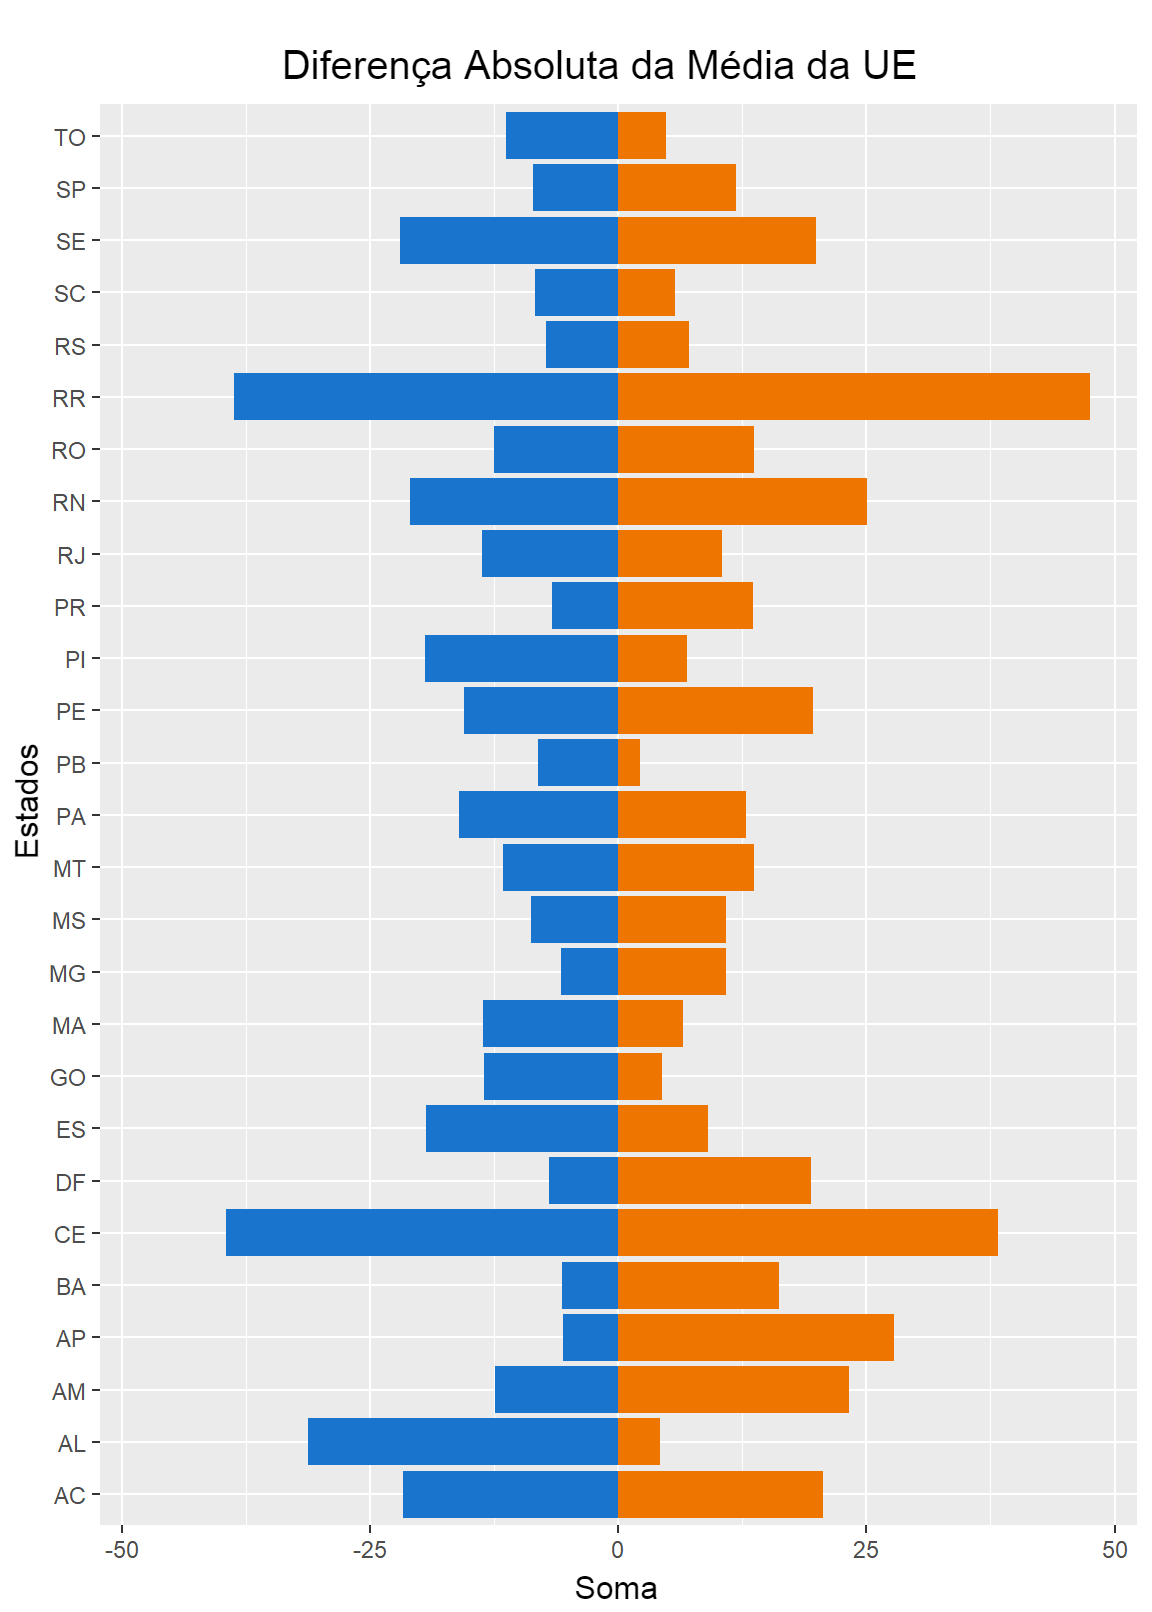 Diferença Absoluta da Média da UE
TO
SP
SE
SC
RS
RR
RO
RN
RJ
PR
PI
PE
PB
PA
MT
MS
MG
MA
GO
ES
DF
CE
BA
AP
AM
AL
AC
Estados
-50 -25 0 25 50
Soma